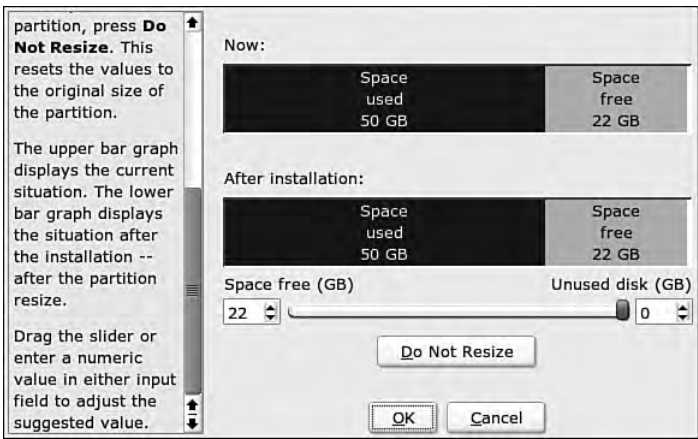 partition, press Do
Not Resize. This
resets the values to
the original size of
the partition.
The upper bar graph
displays the current
situation. The lower
bar graph displays
the situation after
the installation --
after the partition
resize.
Drag the slider or
enter a numeric
value in either input
field to adjust the
suggested value.
Now:
Space
used
50 GB
Space
free
22 GB
After installation:
Space
used
50 GB
Space
free
22 GB
Space free (GB)
Unused disk (GB)
22
0
Do Not Resize
OK
Cancel